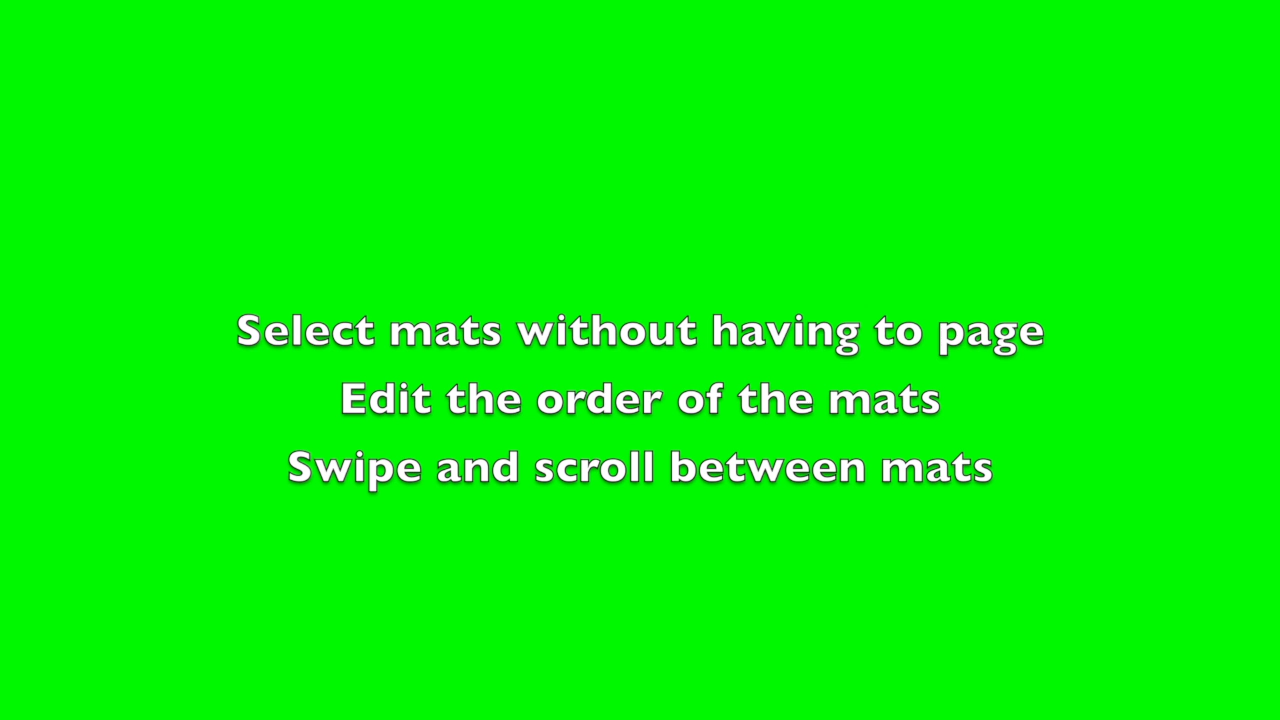 Select mats without having to page
Edit the order of the mats
Swipe and scroll between mats